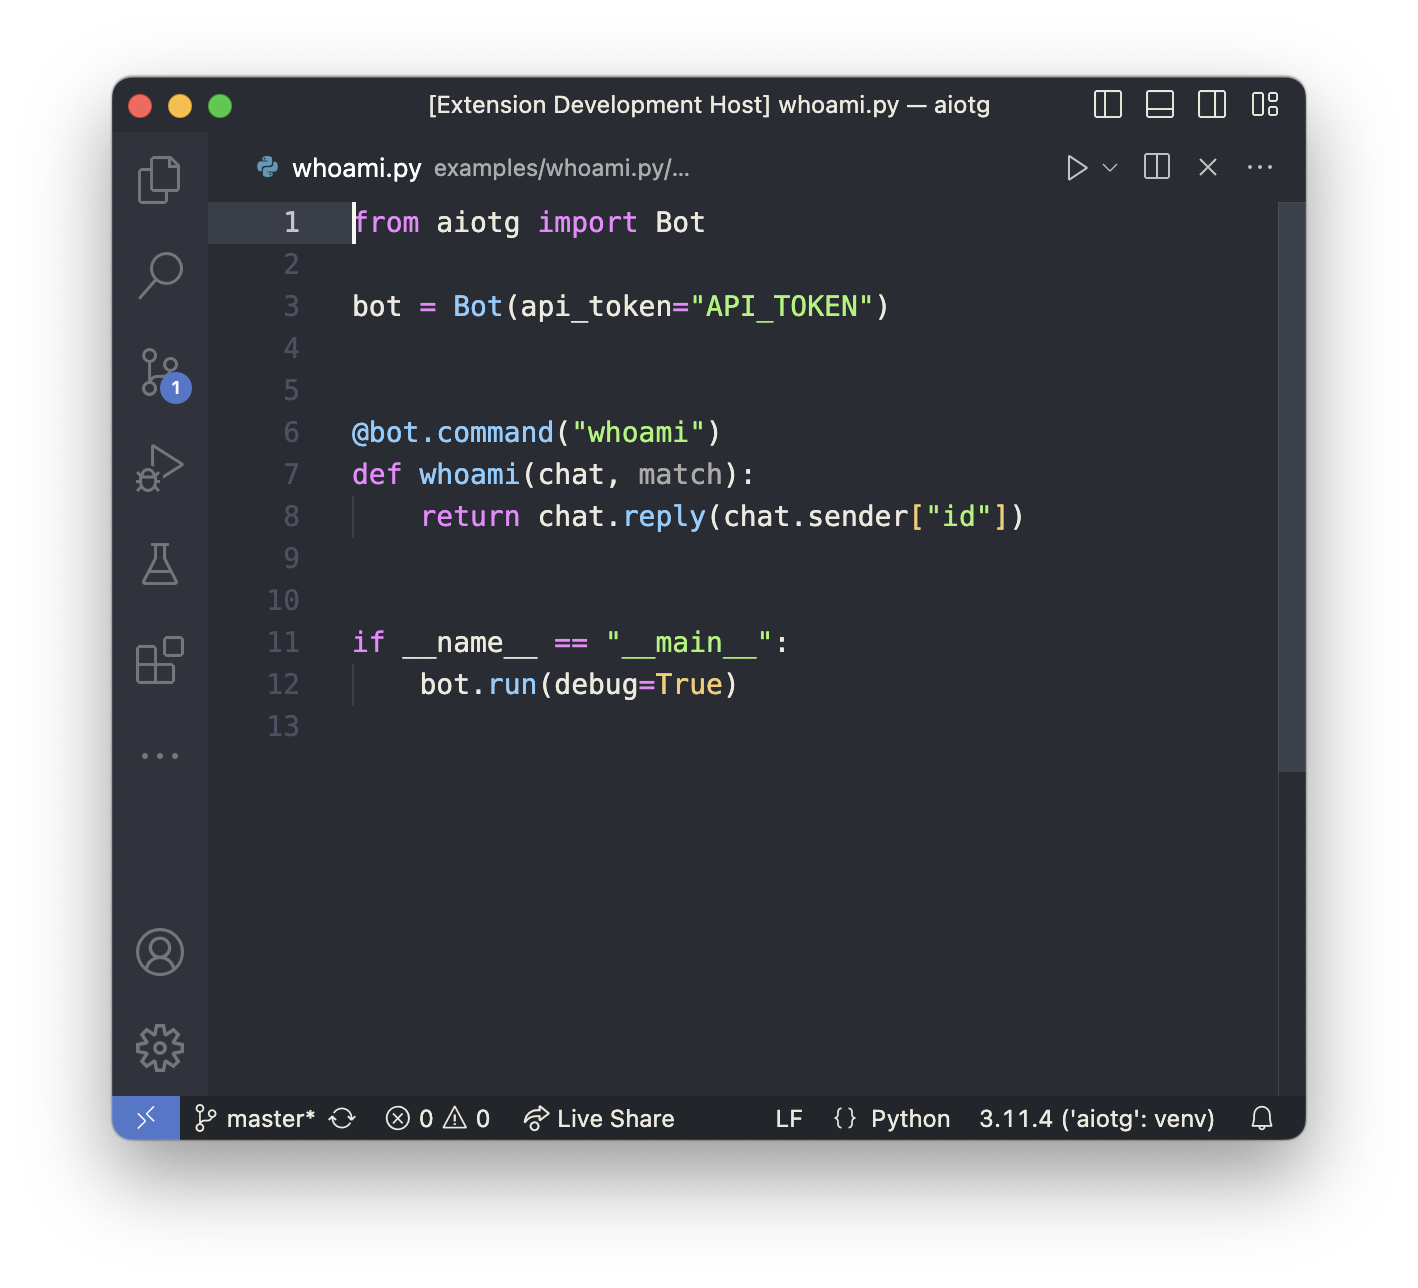 [Extension Development Host] whoami.py — aiotg
whoami.py examples/whoami.py/...
1 from aiotg import Bot
2
3 bot = Bot(api_token="API_TOKEN")
4
5
6 @bot.command("whoami")
7 def whoami(chat, match):
8     return chat.reply(chat.sender["id"])
9
10
11 if __name__ == "__main__":
12     bot.run(debug=True)
13
1
master* 0 0 Live Share LF {} Python 3.11.4 ('aiotg': venv)